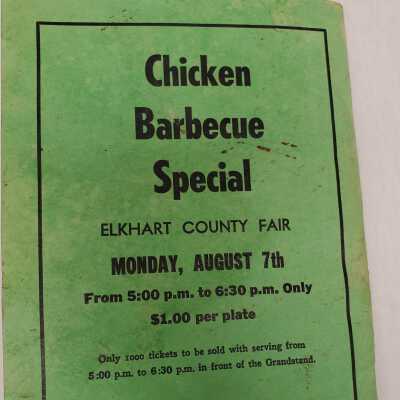 Chicken
Barbecue
Special
ELKHART COUNTY FAIR
MONDAY, AUGUST 7th
From 5:00 p.m. to 6:30 p.m. Only
$1.00 per plate
Only 1000 tickets to be sold with serving from
5:00 p.m. to 6:30 p.m. in front of the Grandstand.